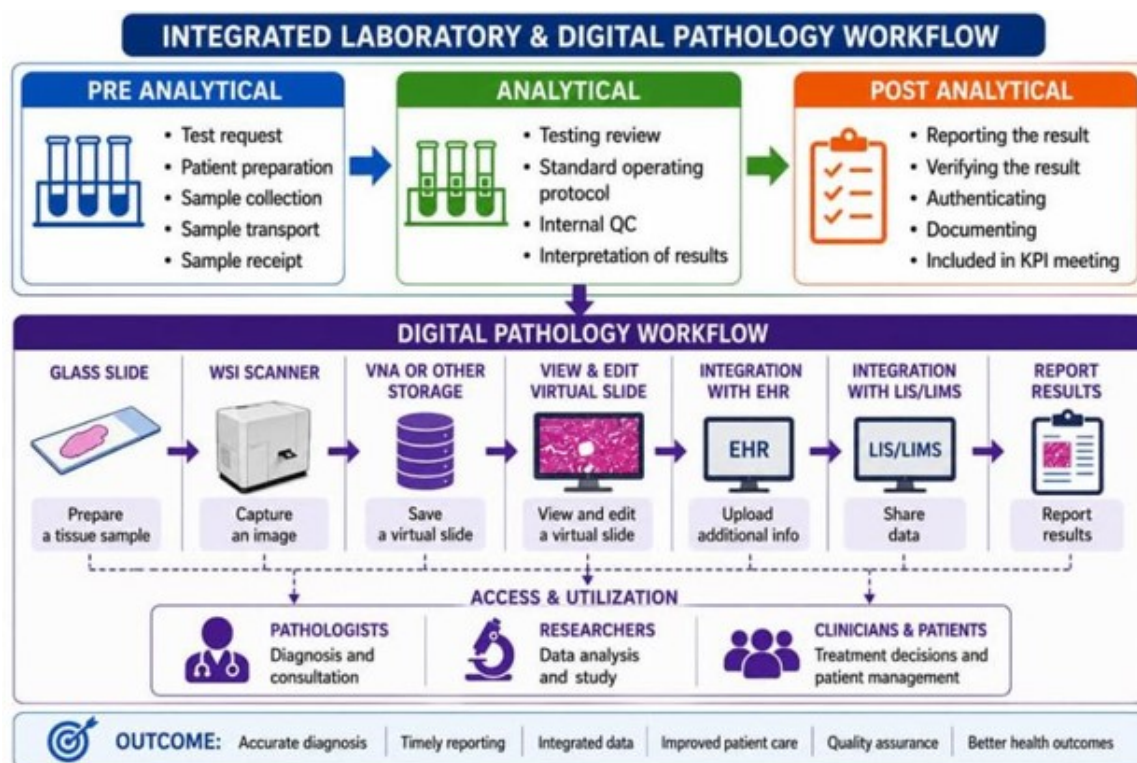 INTEGRATED LABORATORY & DIGITAL PATHOLOGY WORKFLOW
PRE ANALYTICAL
• Test request
• Patient preparation
• Sample collection
• Sample transport
• Sample receipt
ANALYTICAL
• Testing review
• Standard operating
protocol
• Internal QC
• Interpretation of results
POST ANALYTICAL
• Reporting the result
• Verifying the result
• Authenticating
• Documenting
• Included in KPI meeting
DIGITAL PATHOLOGY WORKFLOW
GLASS SLIDE
Prepare
a tissue sample
WSI SCANNER
Capture
an image
VNA OR OTHER
STORAGE
Save
a virtual slide
VIEW & EDIT
VIRTUAL SLIDE
View and edit
a virtual slide
INTEGRATION
WITH EHR
EHR
Upload
additional info
INTEGRATION
WITH LIS/LIMS
LIS/LIMS
Share
data
REPORT
RESULTS
Report
results
ACCESS & UTILIZATION
PATHOLOGISTS
Diagnosis and
consultation
RESEARCHERS
Data analysis
and study
CLINICIANS & PATIENTS
Treatment decisions and
patient management
OUTCOME: Accurate diagnosis | Timely reporting | Integrated data | Improved patient care | Quality assurance | Better health outcomes